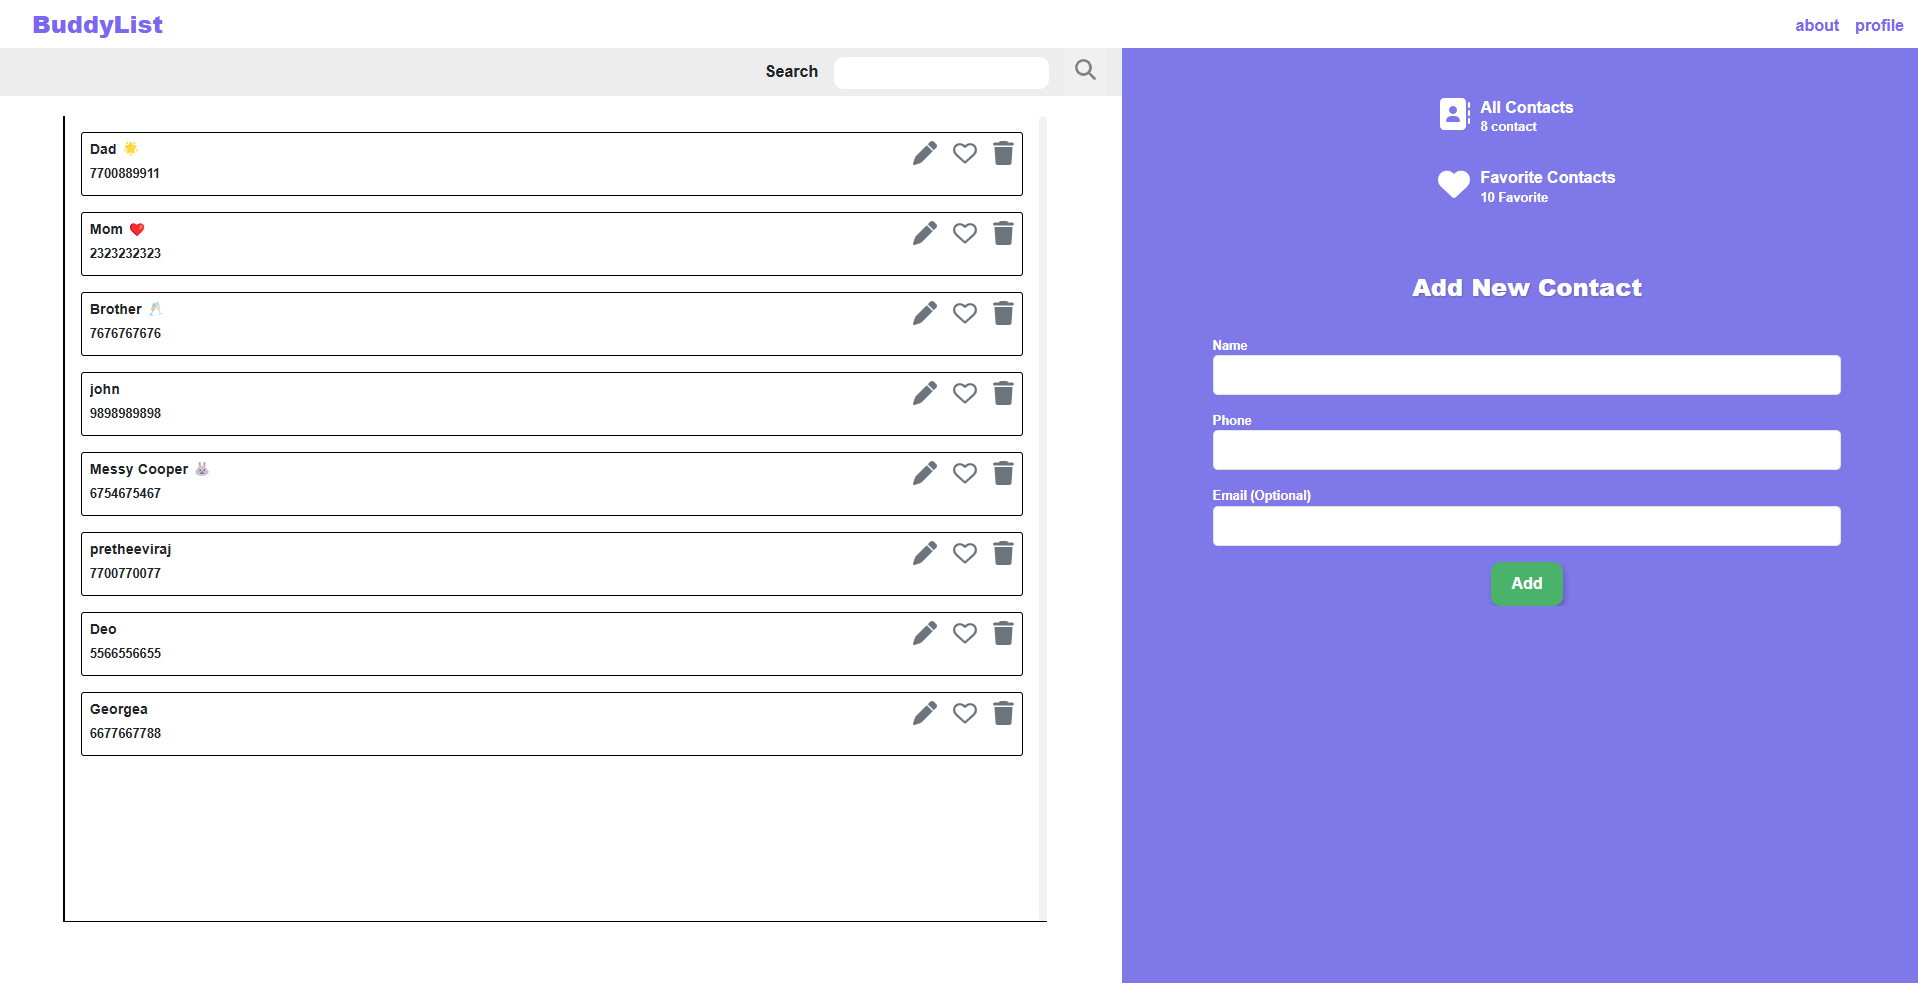 BuddyList
about profile
Search
Dad 🌟
7700889911
Mom ❤️
2323232323
Brother 🥂
7676767676
john
9898989898
Messy Cooper 🐰
6754675467
pretheeviraj
7700770077
Deo
5566556655
Georgea
6677667788
All Contacts
8 contact
Favorite Contacts
10 Favorite
Add New Contact
Name
Phone
Email (Optional)
Add